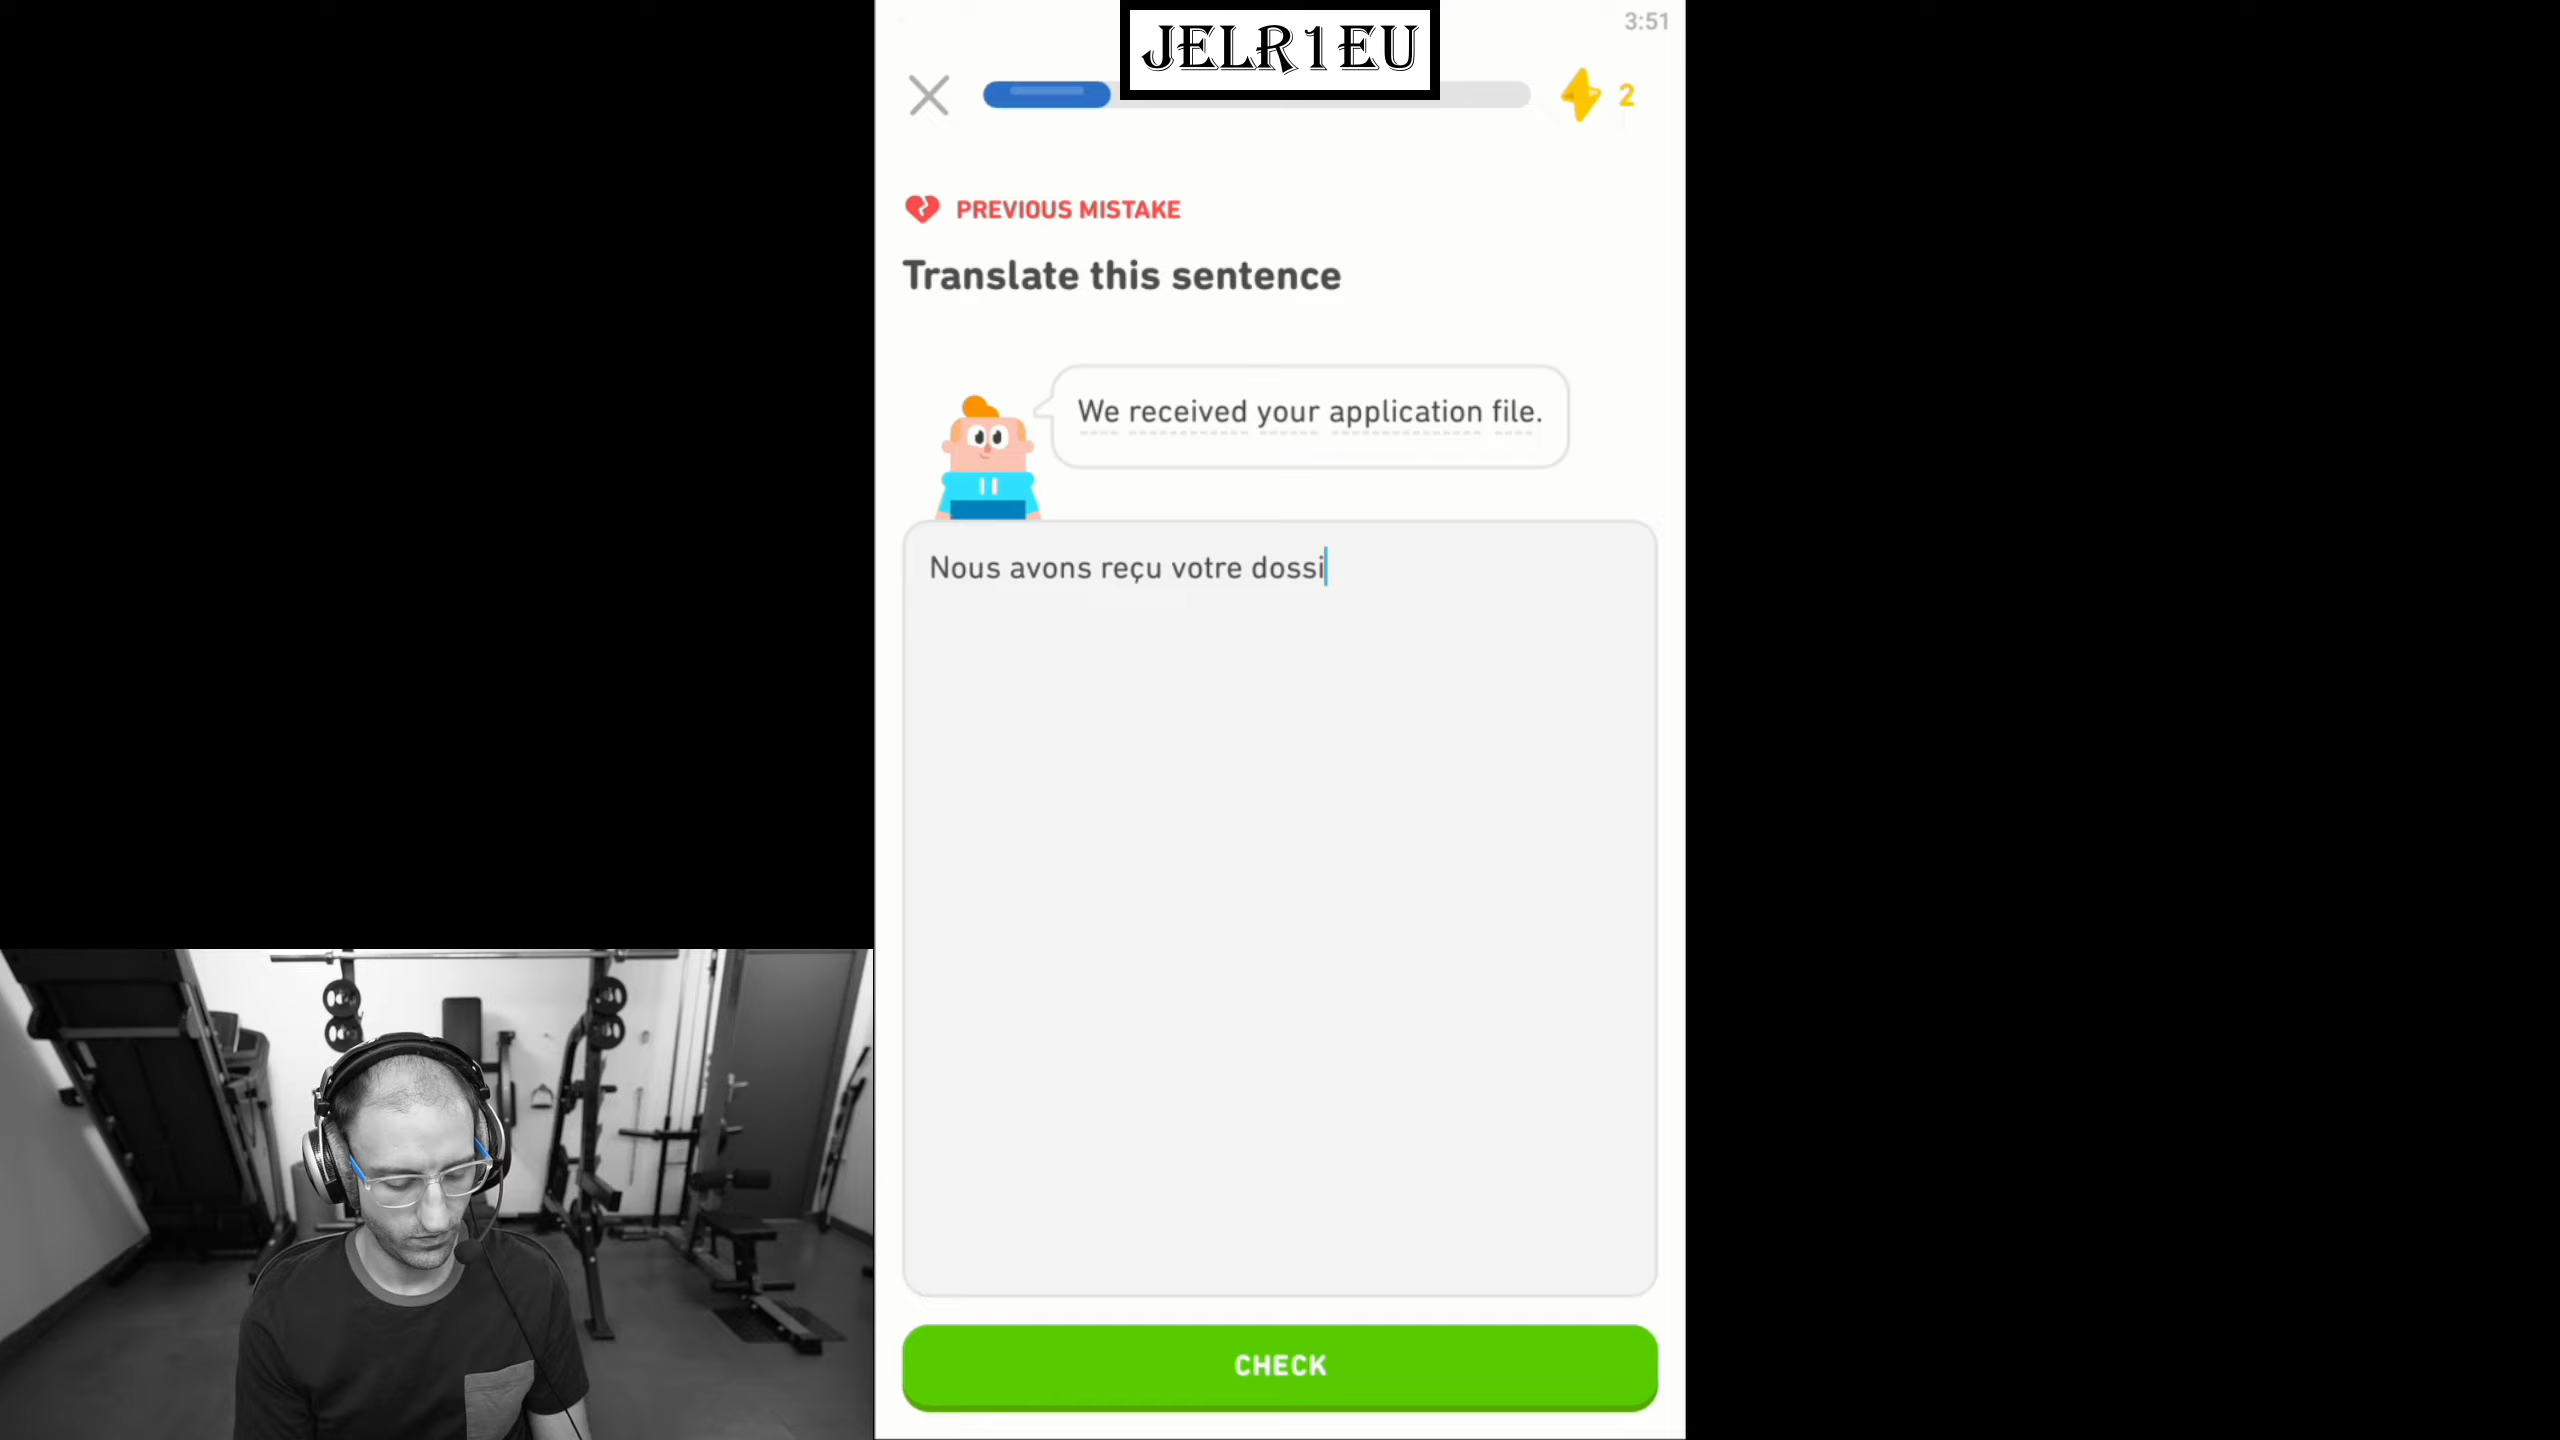 JELR1EU
3:51
2
PREVIOUS MISTAKE
Translate this sentence
We received your application file.
Nous avons reçu votre dossi
CHECK